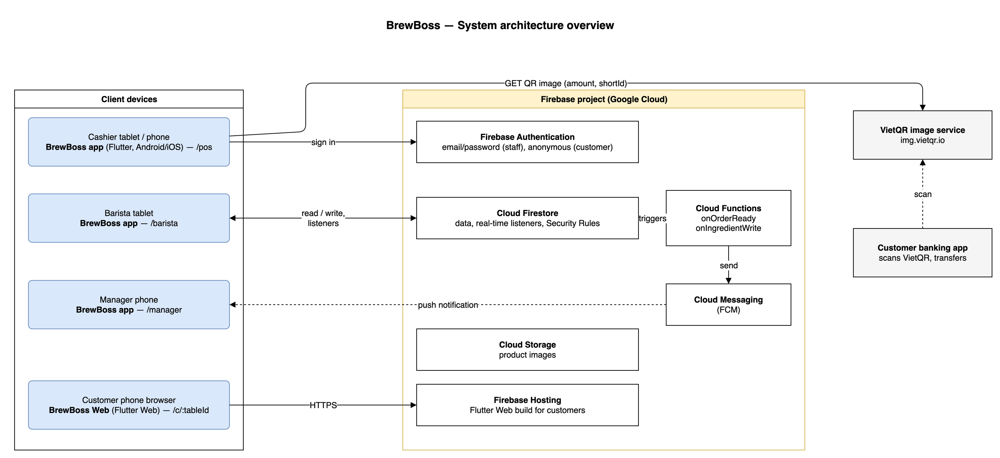 BrewBoss — System architecture overview
GET QR image (amount, shortId)
Client devices
Firebase project (Google Cloud)
Cashier tablet / phone
BrewBoss app (Flutter, Android/iOS) — /pos
sign in
Firebase Authentication
email/password (staff), anonymous (customer)
VietQR image service
img.vietqr.io
scan
Barista tablet
BrewBoss app — /barista
read / write,
listeners
Cloud Firestore
data, real-time listeners, Security Rules
triggers
Cloud Functions
onOrderReady
onIngredientWrite
send
Customer banking app
scans VietQR, transfers
Manager phone
BrewBoss app — /manager
push notification
Cloud Messaging
(FCM)
Cloud Storage
product images
Customer phone browser
BrewBoss Web (Flutter Web) — /c/:tableId
HTTPS
Firebase Hosting
Flutter Web build for customers